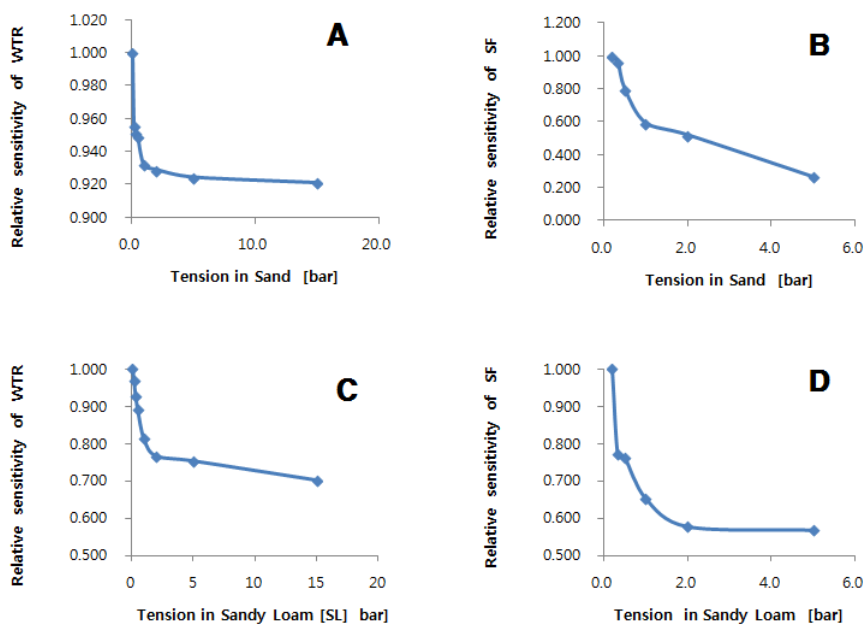 A
Relative sensitivity of WTR
1.020
1.000
0.980
0.960
0.940
0.920
0.900
0.0 10.0 20.0
Tension in Sand [bar]
B
Relative sensitivity of SF
1.200
1.000
0.800
0.600
0.400
0.200
0.000
0.0 2.0 4.0 6.0
Tension in Sand [bar]
C
Relative sensitivity of WTR
1.000
0.900
0.800
0.700
0.600
0.500
0 5 10 15 20
Tension in Sandy Loam [SL] bar]
D
Relative sensitivity of SF
1.000
0.900
0.800
0.700
0.600
0.500
0.0 2.0 4.0 6.0
Tension in Sandy Loam [bar]